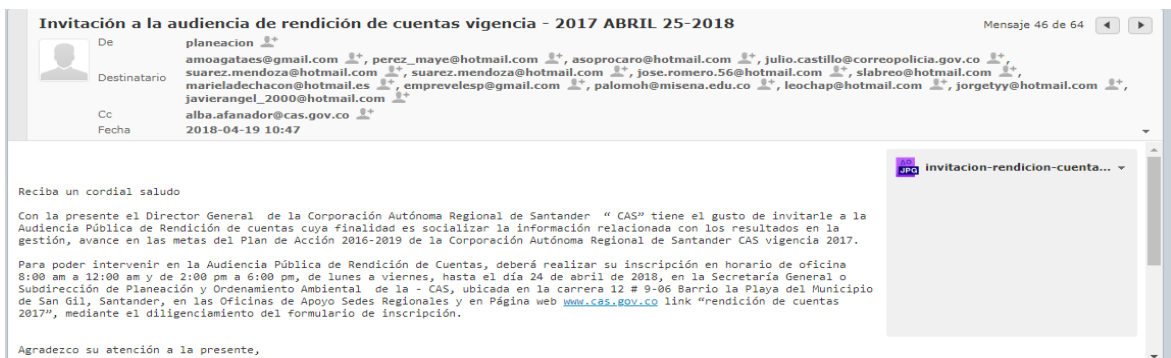 Invitación a la audiencia de rendición de cuentas vigencia - 2017 ABRIL 25-2018
Mensaje 46 de 64
De planeacion
Destinatario amoagataes@gmail.com, perez_maye@hotmail.com, asoprocaro@hotmail.com, julio.castillo@correopolicia.gov.co,
suarez.mendoza@hotmail.com, suarez.mendoza@hotmail.com, jose.romero.56@hotmail.com, slabreo@hotmail.com,
marieladechacon@hotmail.es, emprevelesp@gmail.com, palomoh@misena.edu.co, leochap@hotmail.com, jorgetyy@hotmail.com,
javierangel_2000@hotmail.com
Cc alba.afanador@cas.gov.co
Fecha 2018-04-19 10:47
JPG invitacion-rendicion-cuenta...
Reciba un cordial saludo
Con la presente el Director General de la Corporación Autónoma Regional de Santander “ CAS” tiene el gusto de invitarle a la
Audiencia Pública de Rendición de cuentas cuya finalidad es socializar la información relacionada con los resultados en la
gestión, avance en las metas del Plan de Acción 2016-2019 de la Corporación Autónoma Regional de Santander CAS vigencia 2017.
Para poder intervenir en la Audiencia Pública de Rendición de Cuentas, deberá realizar su inscripción en horario de oficina
8:00 am a 12:00 am y de 2:00 pm a 6:00 pm, de lunes a viernes, hasta el día 24 de abril de 2018, en la Secretaría General o
Subdirección de Planeación y Ordenamiento Ambiental de la - CAS, ubicada en la carrera 12 # 9-06 Barrio la Playa del Municipio
de San Gil, Santander, en las Oficinas de Apoyo Sedes Regionales y en Página web www.cas.gov.co link “rendición de cuentas
2017”, mediante el diligenciamiento del formulario de inscripción.
Agradezco su atención a la presente,